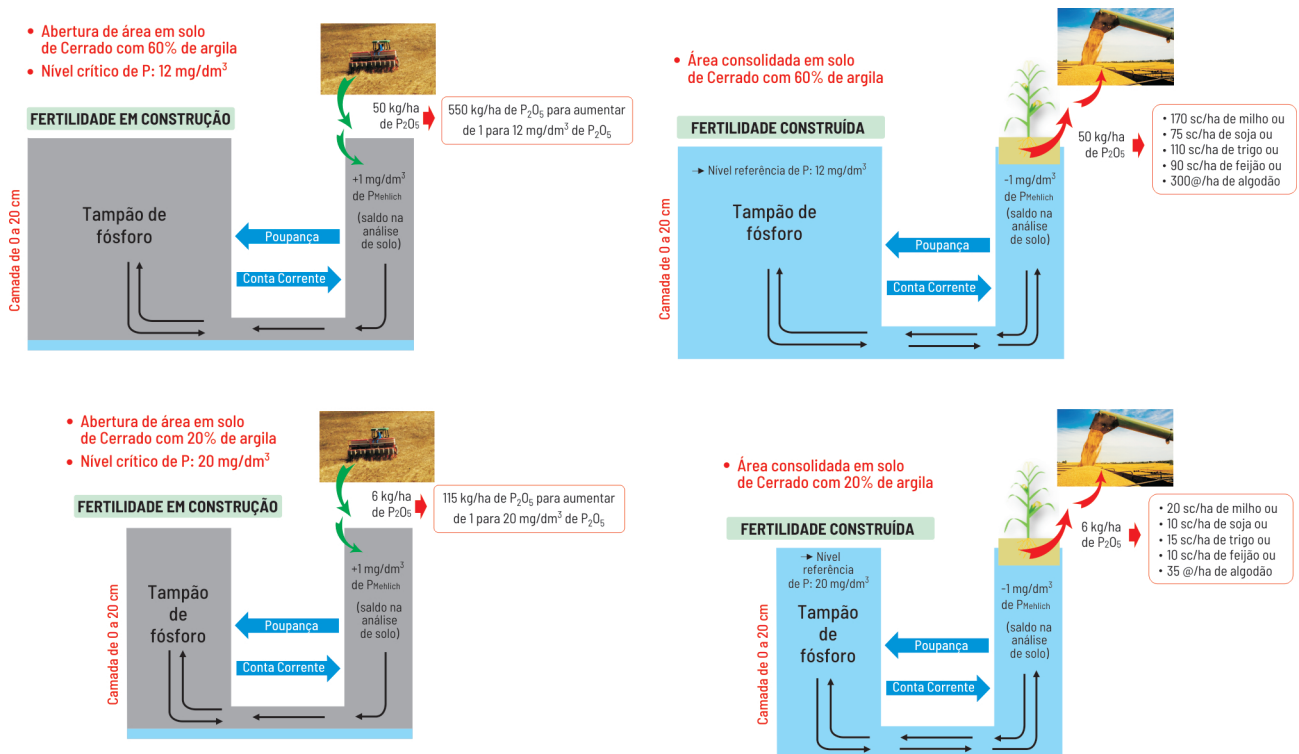 • Abertura de área em solo
de Cerrado com 60% de argila
• Nível crítico de P: 12 mg/dm³
FERTILIDADE EM CONSTRUÇÃO
50 kg/ha
de P₂O₅
550 kg/ha de P₂O₅ para aumentar
de 1 para 12 mg/dm³ de P₂O₅
Camada de 0 a 20 cm
Tampão de
fósforo
Poupança
Conta Corrente
+1 mg/dm³
de PMehlich
(saldo na
análise
de solo)
• Área consolidada em solo
de Cerrado com 60% de argila
FERTILIDADE CONSTRUÍDA
50 kg/ha
de P₂O₅
• 170 sc/ha de milho ou
• 75 sc/ha de soja ou
• 110 sc/ha de trigo ou
• 90 sc/ha de feijão ou
• 300@/ha de algodão
Camada de 0 a 20 cm
→ Nível referência de P: 12 mg/dm³
Tampão de
fósforo
Poupança
Conta Corrente
-1 mg/dm³
de PMehlich
(saldo na
análise
de solo)
• Abertura de área em solo
de Cerrado com 20% de argila
• Nível crítico de P: 20 mg/dm³
FERTILIDADE EM CONSTRUÇÃO
6 kg/ha
de P₂O₅
115 kg/ha de P₂O₅ para aumentar
de 1 para 20 mg/dm³ de P₂O₅
Camada de 0 a 20 cm
Tampão
de
fósforo
Poupança
Conta Corrente
+1 mg/dm³
de PMehlich
(saldo na
análise
de solo)
• Área consolidada em solo
de Cerrado com 20% de argila
FERTILIDADE CONSTRUÍDA
6 kg/ha
de P₂O₅
• 20 sc/ha de milho ou
• 10 sc/ha de soja ou
• 15 sc/ha de trigo ou
• 10 sc/ha de feijão ou
• 35 @/ha de algodão
Camada de 0 a 20 cm
→ Nível
referência
de P: 20 mg/dm³
Tampão
de
fósforo
Poupança
Conta Corrente
-1 mg/dm³
de PMehlich
(saldo na
análise
de solo)